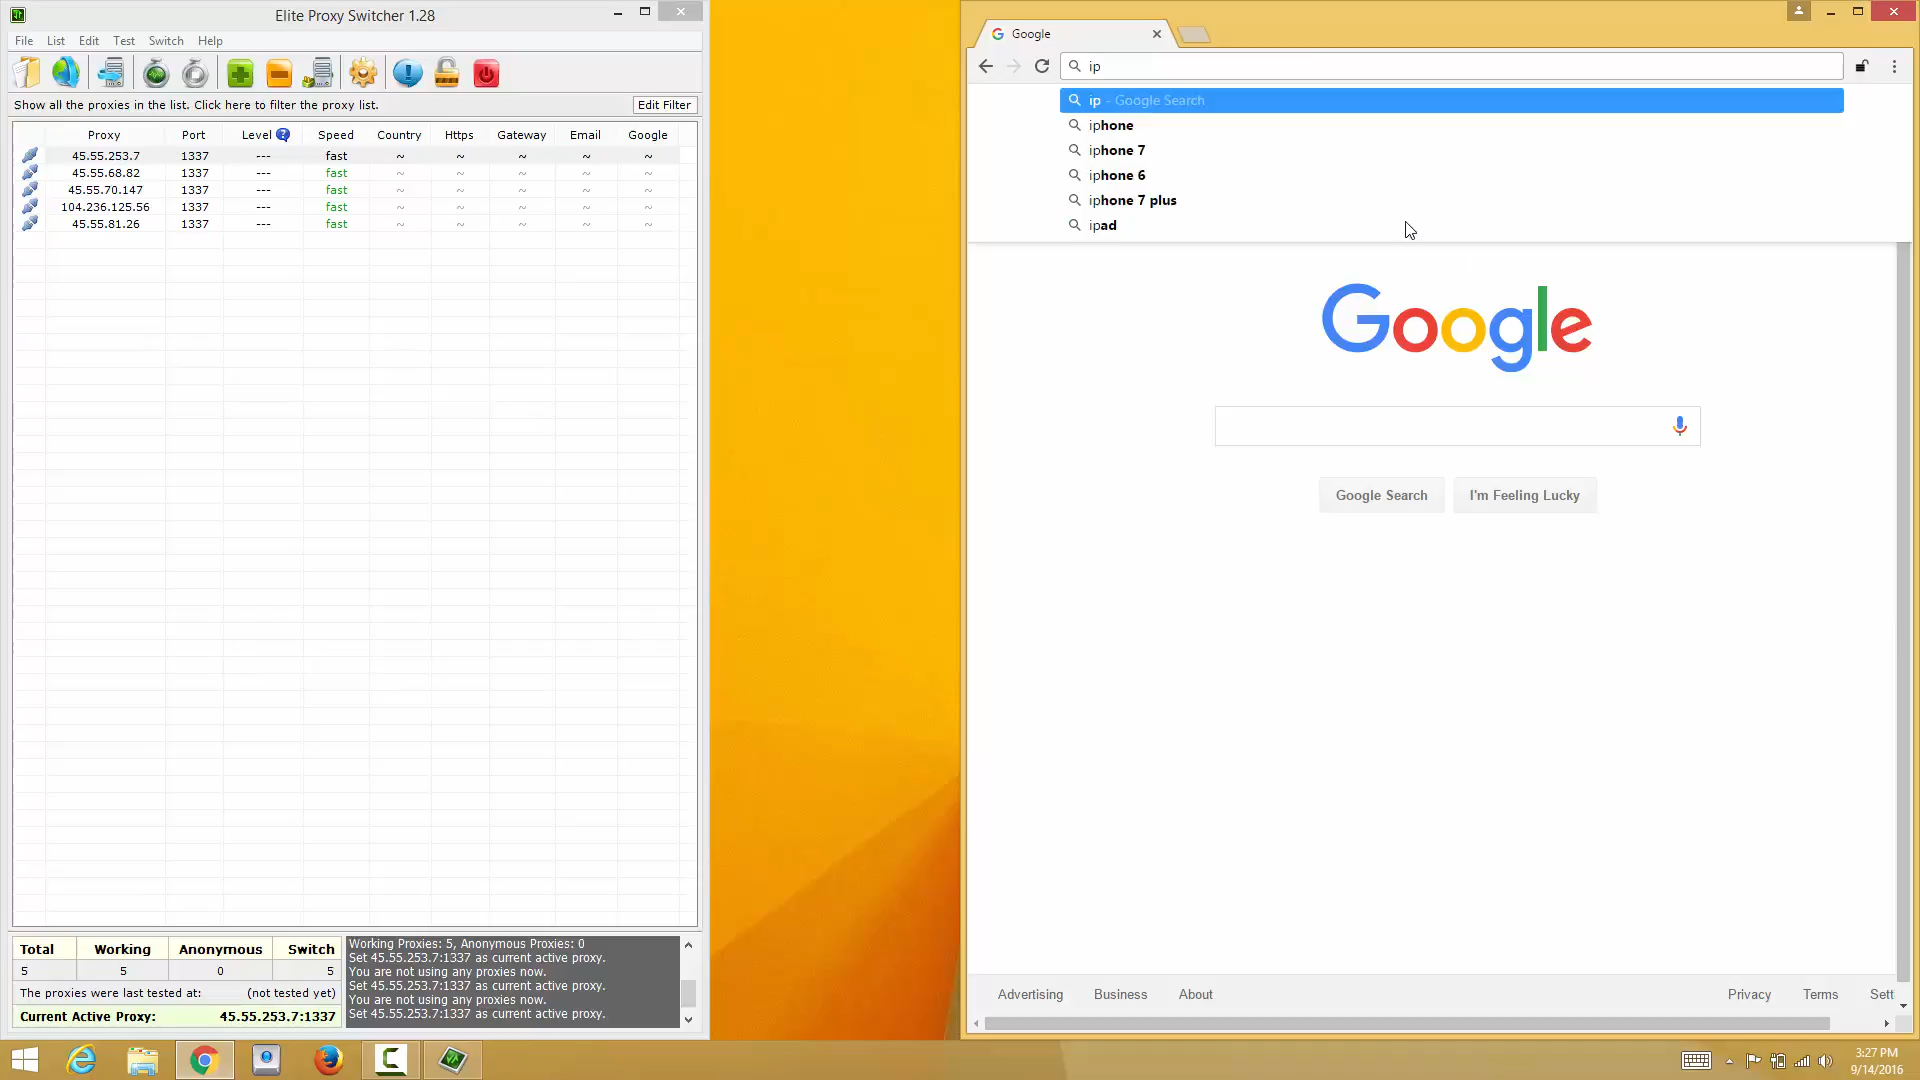 Elite Proxy Switcher 1.28
File List Edit Test Switch Help
Show all the proxies in the list. Click here to filter the proxy list. Edit Filter
Proxy Port Level ? Speed Country Https Gateway Email Google
45.55.253.7 1337 --- fast ~ ~ ~ ~ ~
45.55.68.82 1337 --- fast ~ ~ ~ ~ ~
45.55.70.147 1337 --- fast ~ ~ ~ ~ ~
104.236.125.56 1337 --- fast ~ ~ ~ ~ ~
45.55.81.26 1337 --- fast ~ ~ ~ ~ ~
Total Working Anonymous Switch
5 5 0 5
The proxies were last tested at: (not tested yet)
Current Active Proxy: 45.55.253.7:1337
Working Proxies: 5, Anonymous Proxies: 0
Set 45.55.253.7:1337 as current active proxy.
You are not using any proxies now.
Set 45.55.253.7:1337 as current active proxy.
You are not using any proxies now.
Set 45.55.253.7:1337 as current active proxy.
Google
ip
ip - Google Search
iphone
iphone 7
iphone 6
iphone 7 plus
ipad
Google
Google Search I'm Feeling Lucky
Advertising Business About Privacy Terms Sett
3:27 PM
9/14/2016